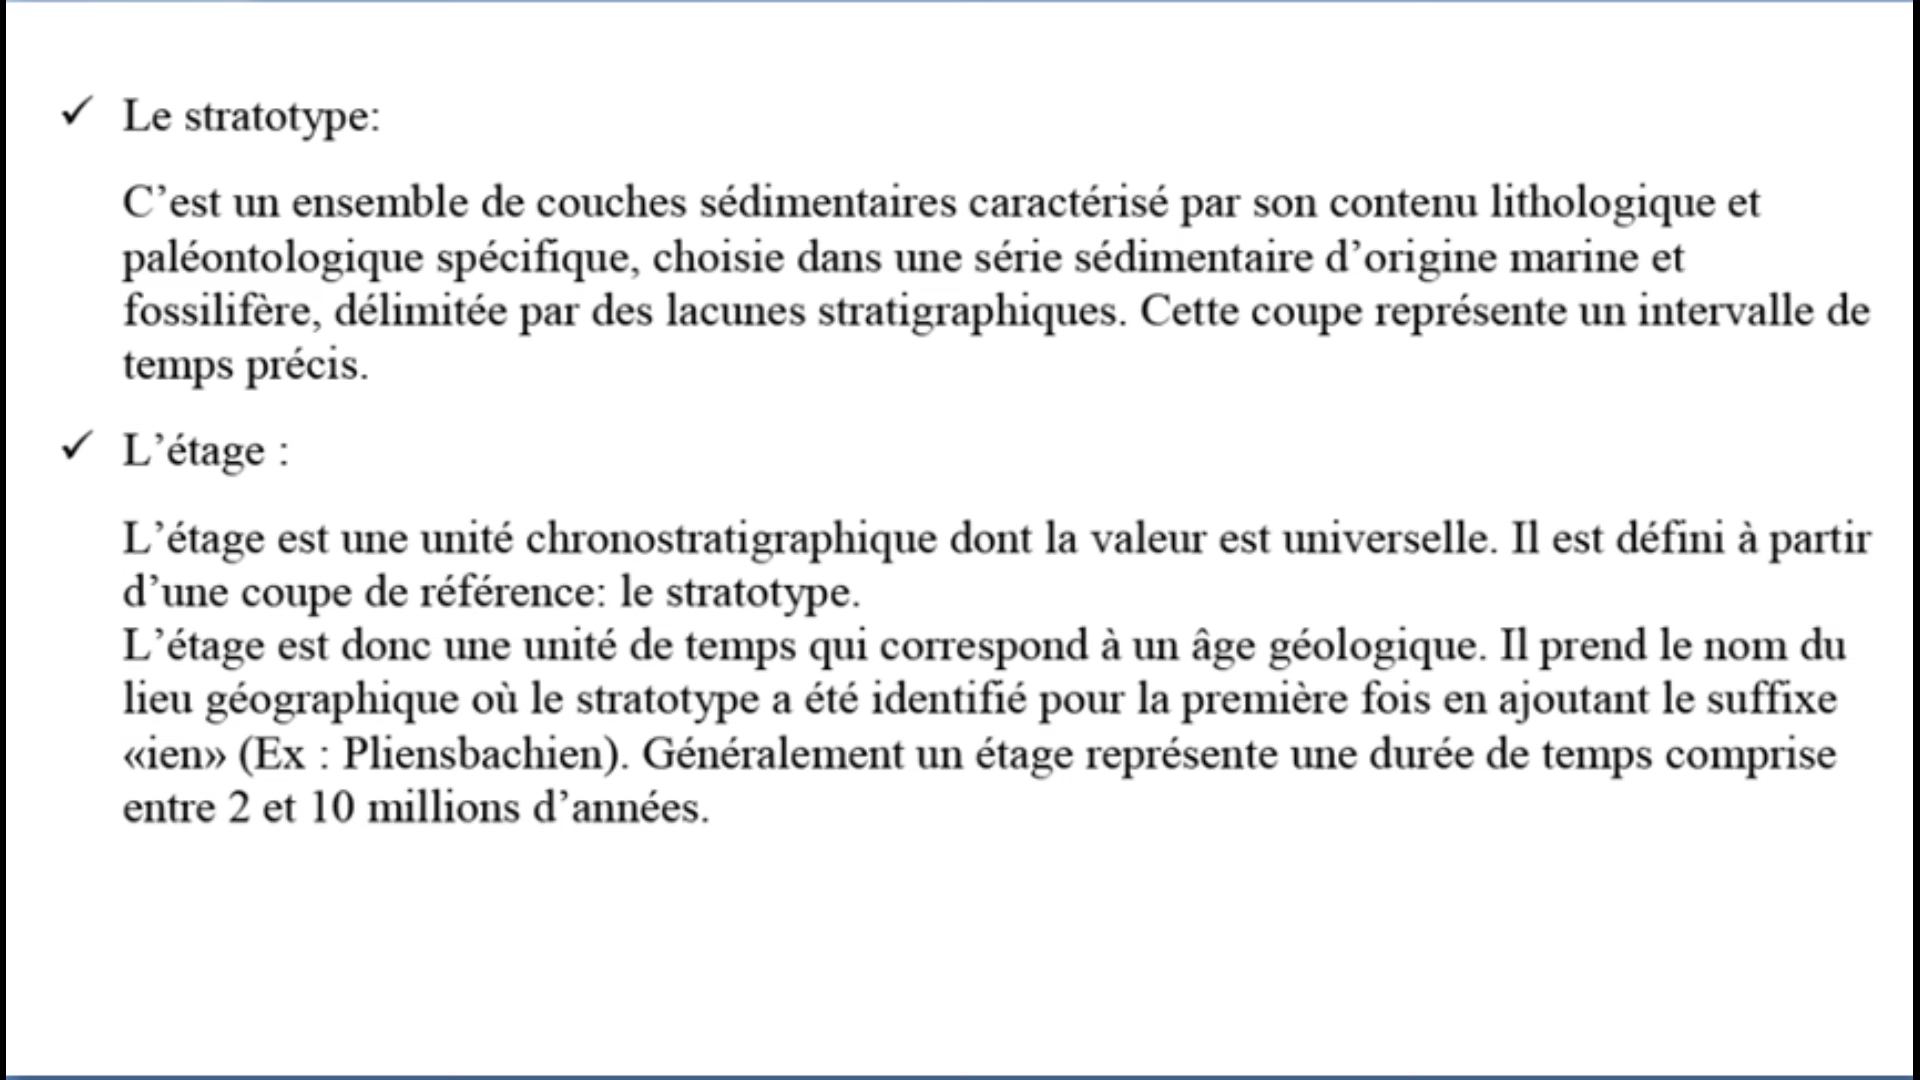 ✓ Le stratotype:
C’est un ensemble de couches sédimentaires caractérisé par son contenu lithologique et
paléontologique spécifique, choisie dans une série sédimentaire d’origine marine et
fossilifère, délimitée par des lacunes stratigraphiques. Cette coupe représente un intervalle de
temps précis.
✓ L’étage :
L’étage est une unité chronostratigraphique dont la valeur est universelle. Il est défini à partir
d’une coupe de référence: le stratotype.
L’étage est donc une unité de temps qui correspond à un âge géologique. Il prend le nom du
lieu géographique où le stratotype a été identifié pour la première fois en ajoutant le suffixe
«ien» (Ex : Pliensbachien). Généralement un étage représente une durée de temps comprise
entre 2 et 10 millions d’années.